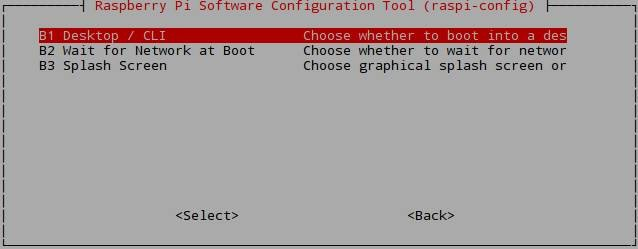 Raspberry Pi Software Configuration Tool (raspi-config)
B1 Desktop / CLI Choose whether to boot into a des
B2 Wait for Network at Boot Choose whether to wait for networ
B3 Splash Screen Choose graphical splash screen or
<Select> <Back>